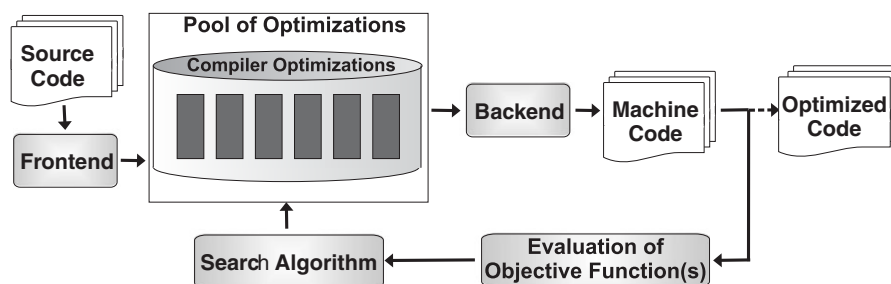 Pool of Optimizations
Source
Code
Compiler Optimizations
Frontend
Backend
Machine
Code
Optimized
Code
Search Algorithm
Evaluation of
Objective Function(s)